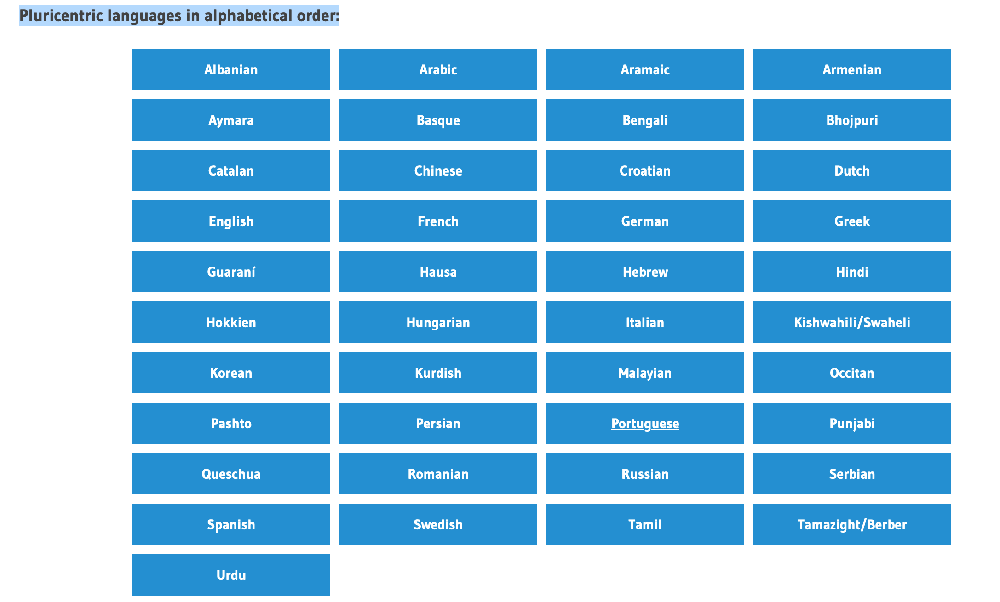 Pluricentric languages in alphabetical order:
Albanian Arabic Aramaic Armenian
Aymara Basque Bengali Bhojpuri
Catalan Chinese Croatian Dutch
English French German Greek
Guaraní Hausa Hebrew Hindi
Hokkien Hungarian Italian Kishwahili/Swaheli
Korean Kurdish Malayian Occitan
Pashto Persian Portuguese Punjabi
Queschua Romanian Russian Serbian
Spanish Swedish Tamil Tamazight/Berber
Urdu